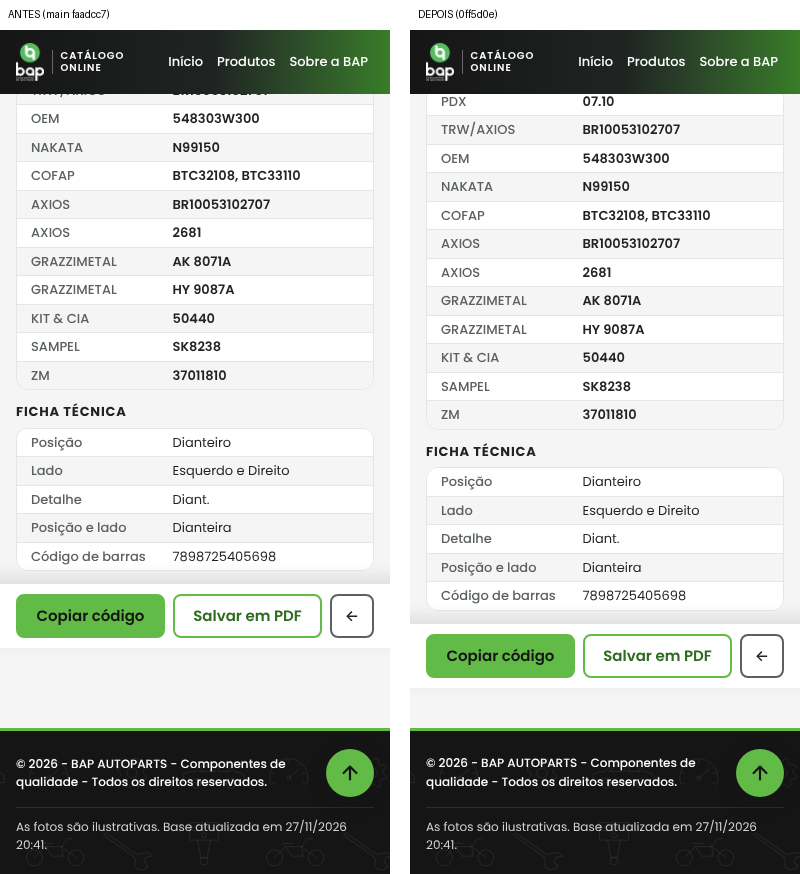 ANTES (main faadcc7)
bap
CATÁLOGO
ONLINE
Início Produtos Sobre a BAP
OEM 548303W300
NAKATA N99150
COFAP BTC32108, BTC33110
AXIOS BR10053102707
AXIOS 2681
GRAZZIMETAL AK 8071A
GRAZZIMETAL HY 9087A
KIT & CIA 50440
SAMPEL SK8238
ZM 37011810
FICHA TÉCNICA
Posição Dianteiro
Lado Esquerdo e Direito
Detalhe Diant.
Posição e lado Dianteira
Código de barras 7898725405698
Copiar código Salvar em PDF ←
© 2026 - BAP AUTOPARTS - Componentes de
qualidade - Todos os direitos reservados.
As fotos são ilustrativas. Base atualizada em 27/11/2026
20:41.
DEPOIS (0ff5d0e)
bap
CATÁLOGO
ONLINE
Início Produtos Sobre a BAP
PDX 07.10
TRW/AXIOS BR10053102707
OEM 548303W300
NAKATA N99150
COFAP BTC32108, BTC33110
AXIOS BR10053102707
AXIOS 2681
GRAZZIMETAL AK 8071A
GRAZZIMETAL HY 9087A
KIT & CIA 50440
SAMPEL SK8238
ZM 37011810
FICHA TÉCNICA
Posição Dianteiro
Lado Esquerdo e Direito
Detalhe Diant.
Posição e lado Dianteira
Código de barras 7898725405698
Copiar código Salvar em PDF ←
© 2026 - BAP AUTOPARTS - Componentes de
qualidade - Todos os direitos reservados.
As fotos são ilustrativas. Base atualizada em 27/11/2026
20:41.